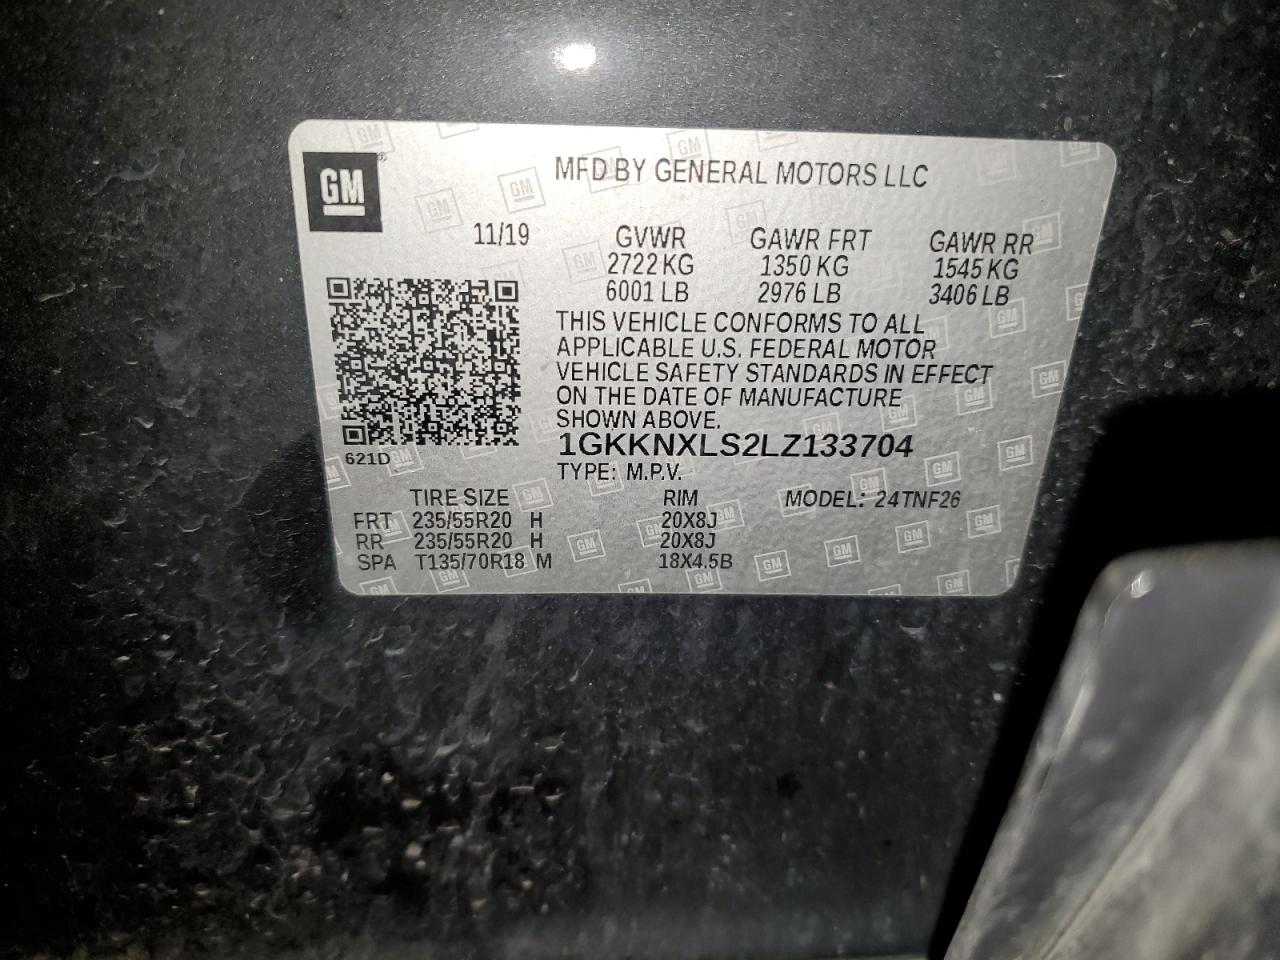 GM
MFD BY GENERAL MOTORS LLC
11/19 GVWR GAWR FRT GAWR RR
2722 KG 1350 KG 1545 KG
6001 LB 2976 LB 3406 LB
THIS VEHICLE CONFORMS TO ALL
APPLICABLE U.S. FEDERAL MOTOR
VEHICLE SAFETY STANDARDS IN EFFECT
ON THE DATE OF MANUFACTURE
SHOWN ABOVE.
1GKKNXLS2LZ133704
621D
TYPE: M.P.V.
TIRE SIZE RIM MODEL: 24TNF26
FRT 235/55R20 H 20X8J
RR 235/55R20 H 20X8J
SPA T135/70R18 M 18X4.5B